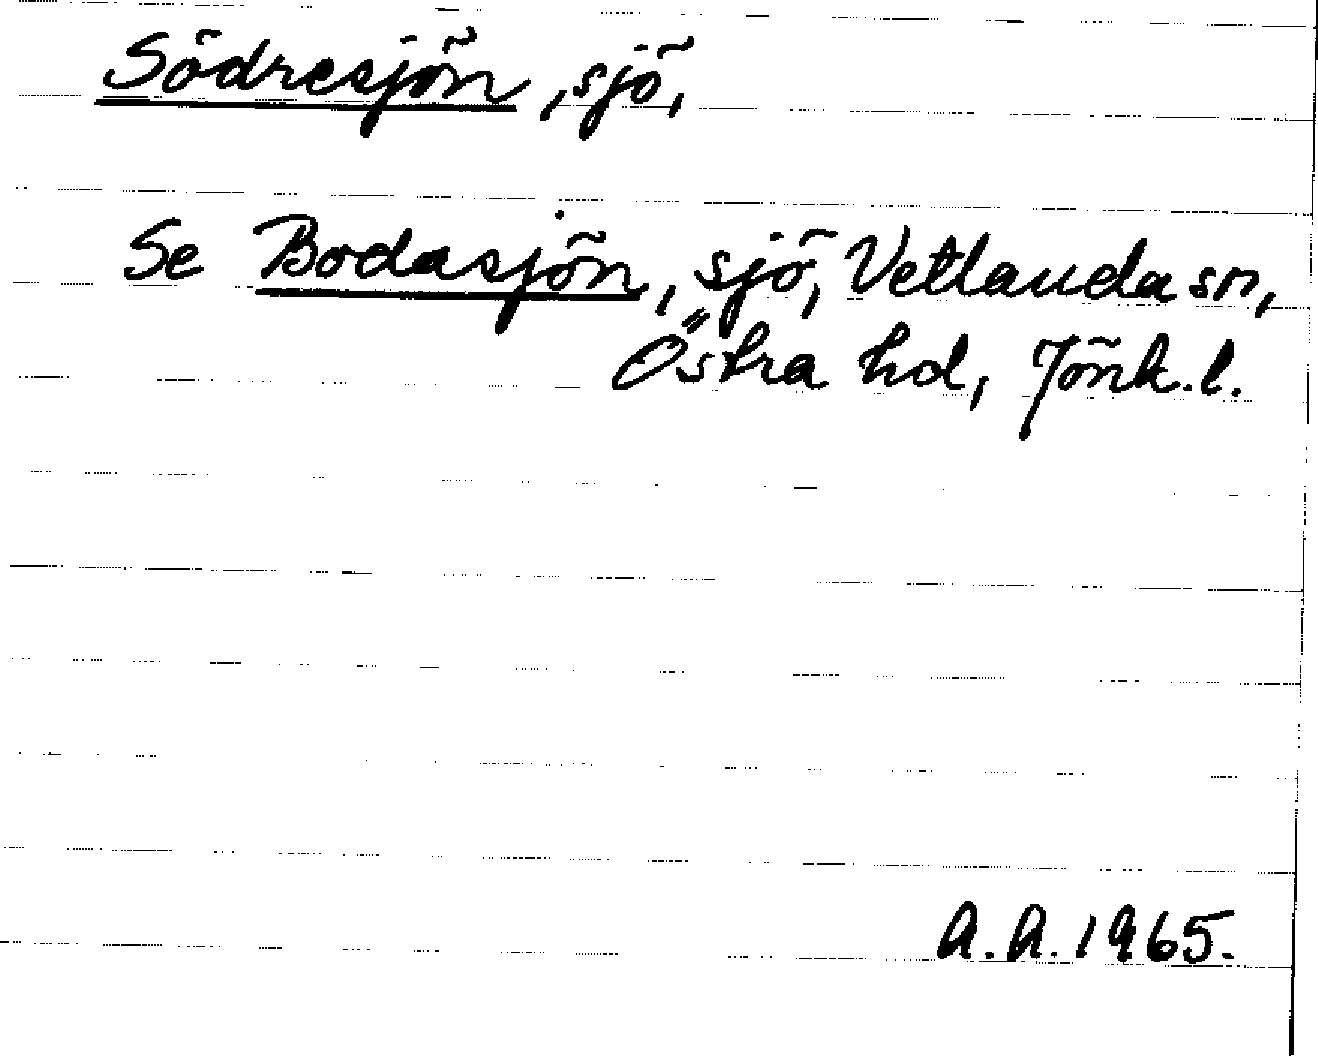 Södresjön, sjö,
Se Bodasjön, sjö, Vetlanda sn,
Östra hd, Jönk.l.
A.A.1965.